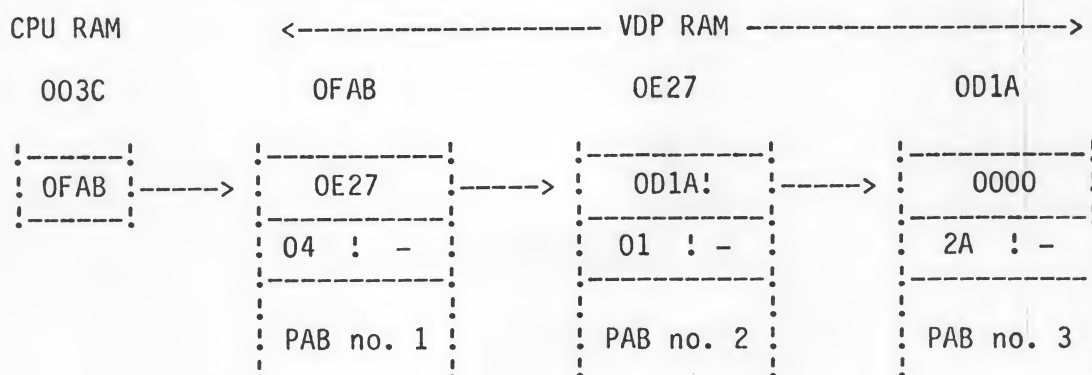 CPU RAM <------------------- VDP RAM -------------------->
003C 0FAB 0E27 0D1A
!------! !----------! !----------! !----------!
! 0FAB !-----> ! 0E27 !-----> ! 0D1A! !-----> ! 0000
!------! !----------! !----------! !----------!
! 04 ! - ! ! 01 ! - ! ! 2A ! -
!----------! !----------! !----------!
! PAB no. 1 ! ! PAB no. 2 ! ! PAB no. 3